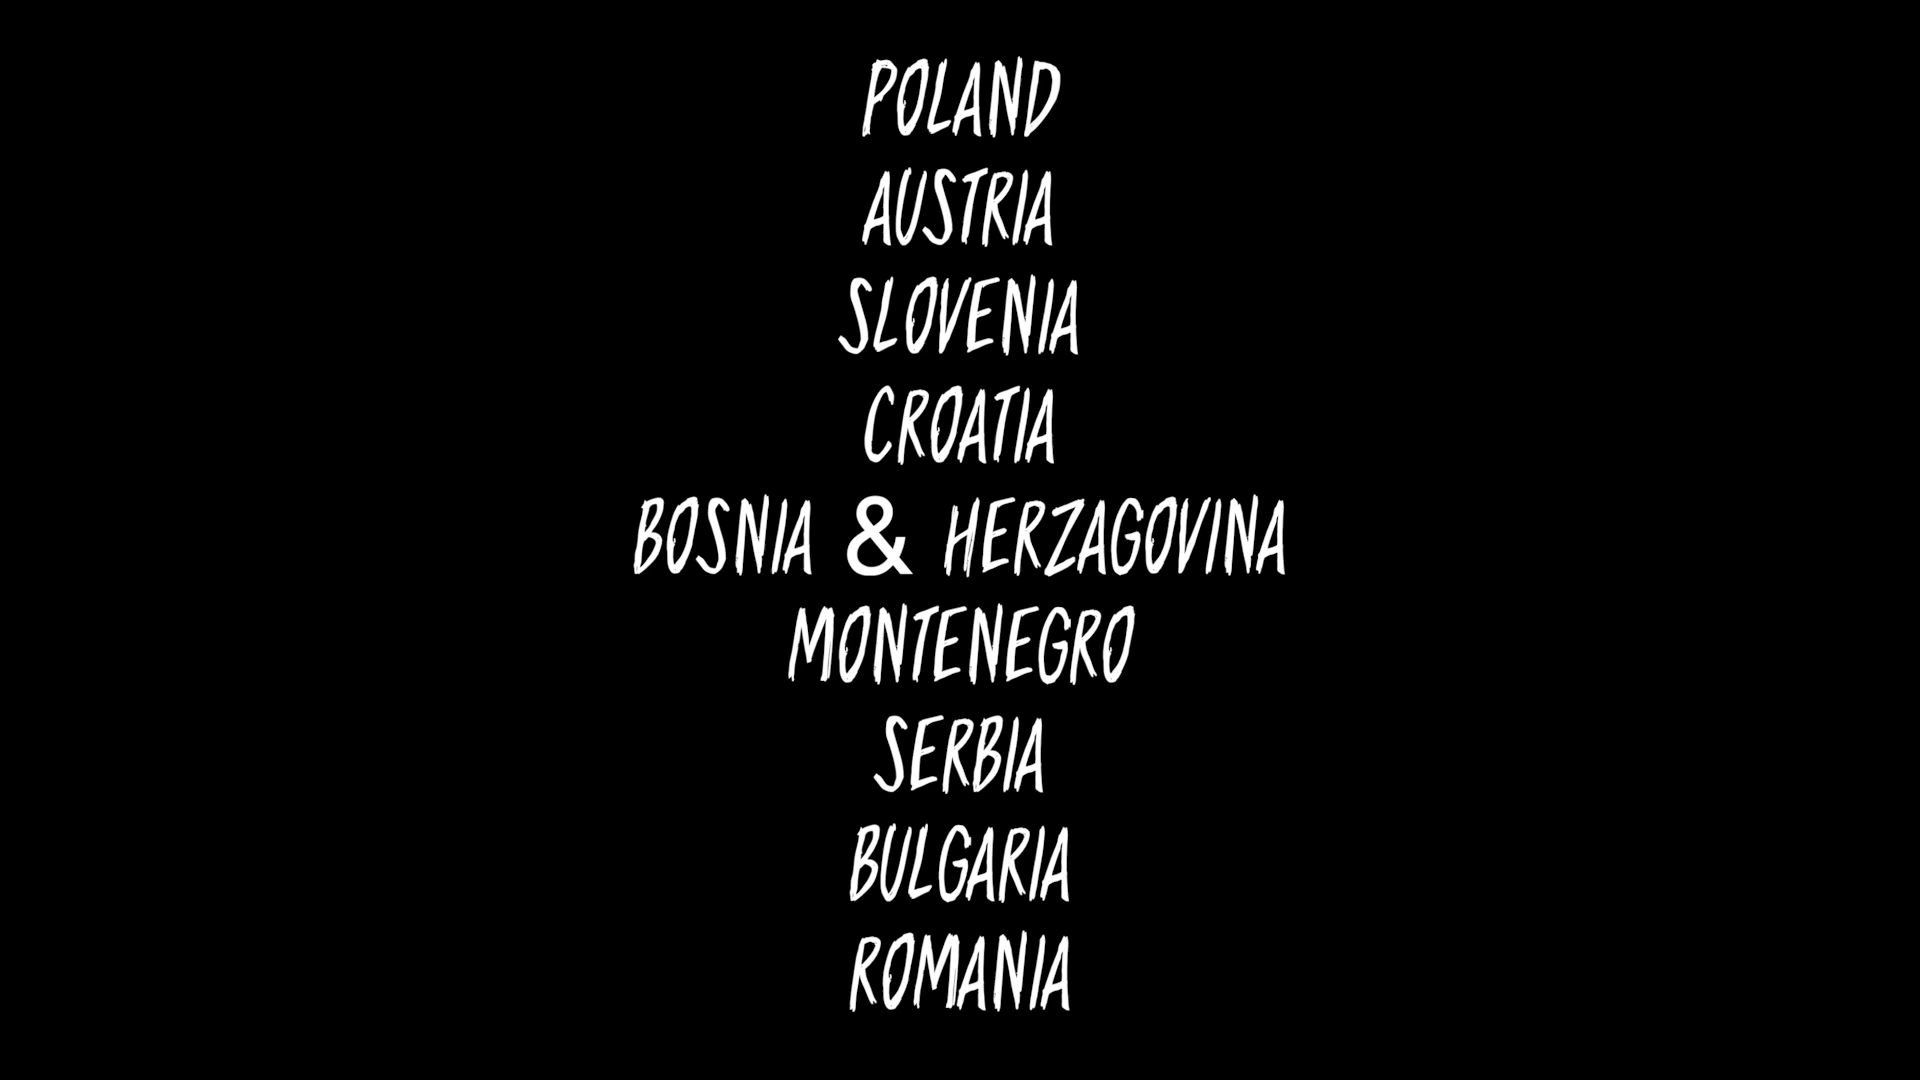 POLAND
AUSTRIA
SLOVENIA
CROATIA
BOSNIA & HERZAGOVINA
MONTENEGRO
SERBIA
BULGARIA
ROMANIA